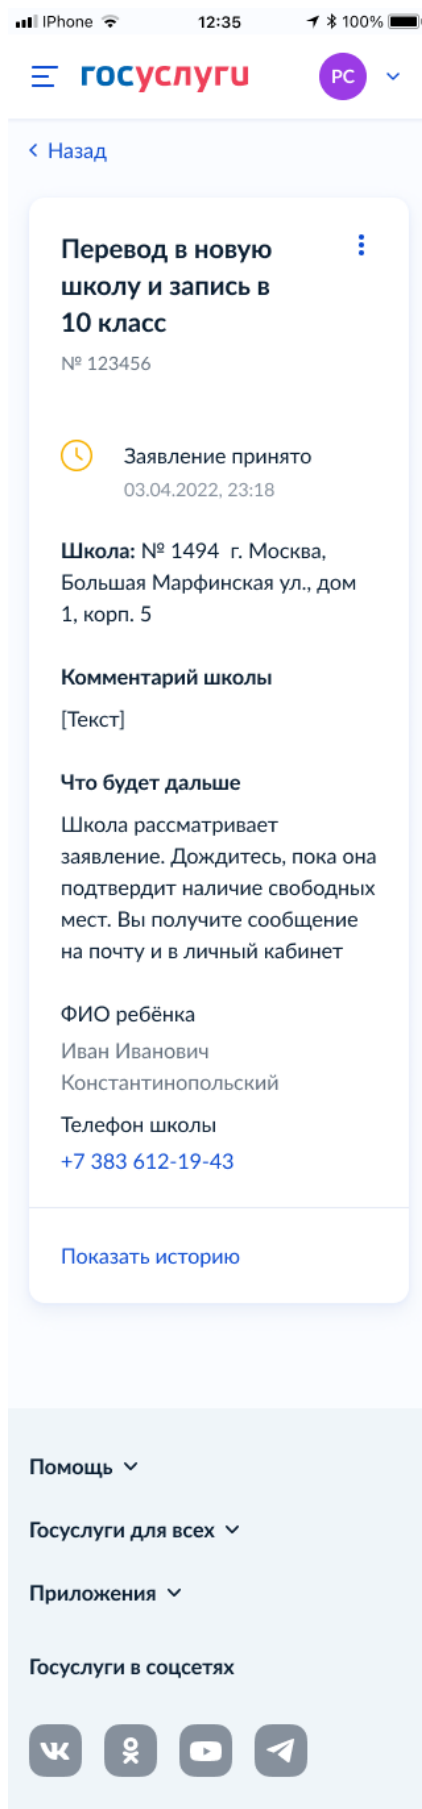 IPhone 12:35 100%
госуслуги РС
Назад
Перевод в новую
школу и запись в
10 класс
№ 123456
Заявление принято
03.04.2022, 23:18
Школа: № 1494 г. Москва,
Большая Марфинская ул., дом
1, корп. 5
Комментарий школы
[Текст]
Что будет дальше
Школа рассматривает
заявление. Дождитесь, пока она
подтвердит наличие свободных
мест. Вы получите сообщение
на почту и в личный кабинет
ФИО ребёнка
Иван Иванович
Константинопольский
Телефон школы
+7 383 612-19-43
Показать историю
Помощь
Госуслуги для всех
Приложения
Госуслуги в соцсетях